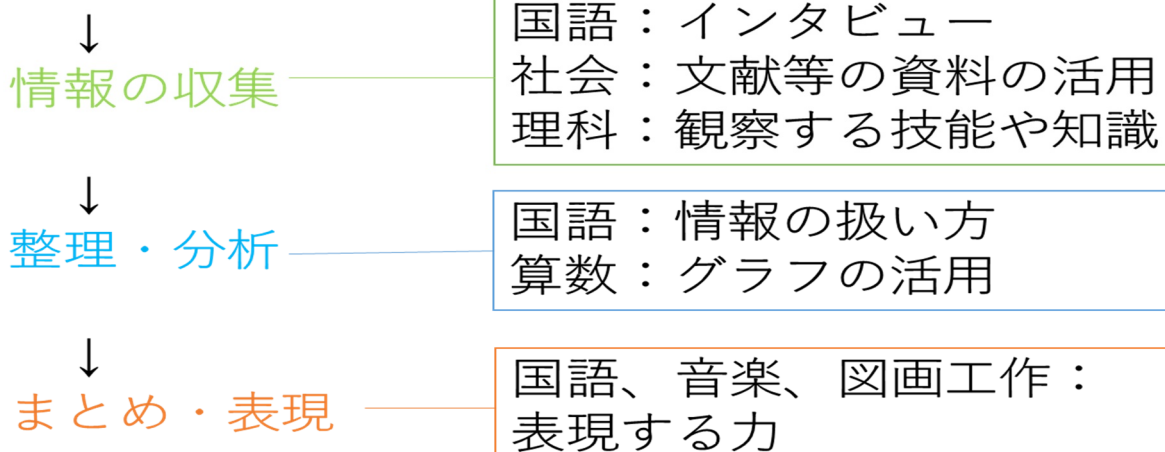 ↓
情報の収集
国語：インタビュー
社会：文献等の資料の活用
理科：観察する技能や知識
↓
整理・分析
国語：情報の扱い方
算数：グラフの活用
↓
まとめ・表現
国語、音楽、図画工作：
表現する力